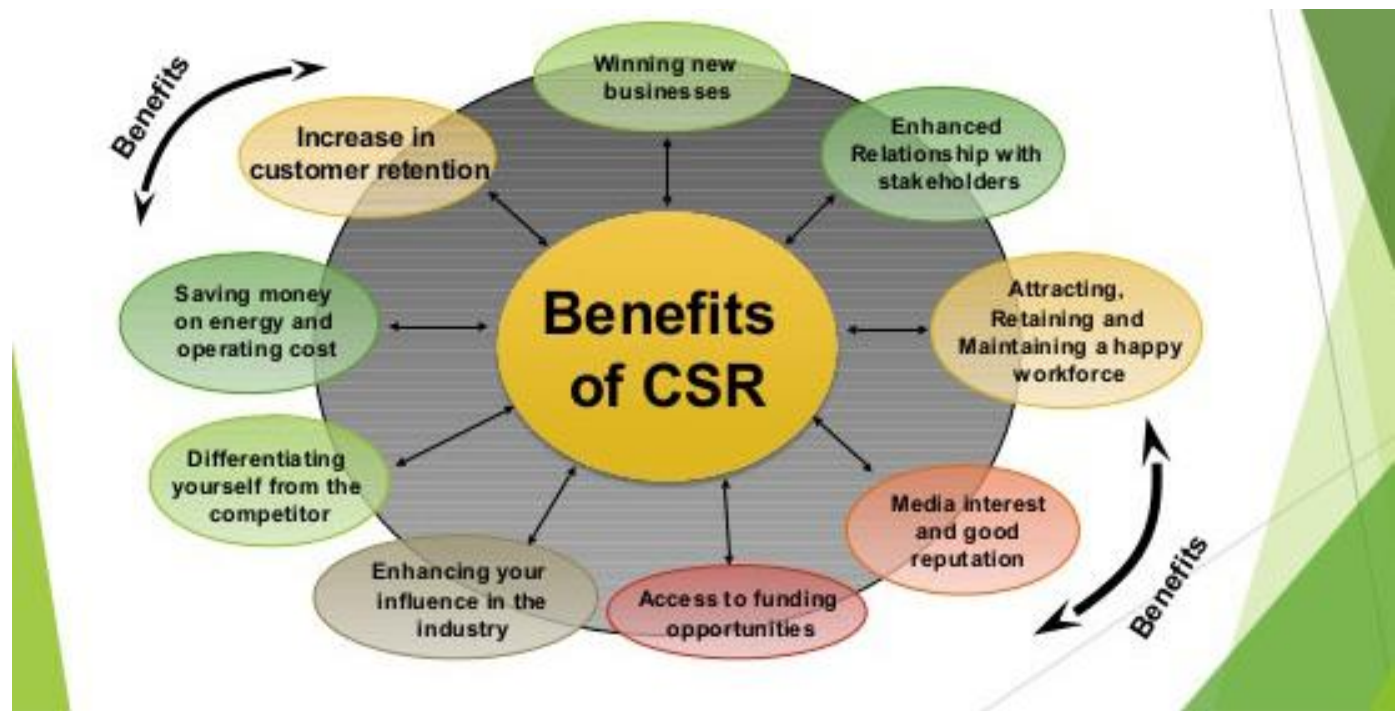 Benefits
Winning new
businesses
Increase in
customer retention
Enhanced
Relationship with
stakeholders
Saving money
on energy and
operating cost
Benefits
of CSR
Attracting,
Retaining and
Maintaining a happy
workforce
Differentiating
yourself from the
competitor
Media interest
and good
reputation
Enhancing your
influence in the
industry
Access to funding
opportunities
Benefits